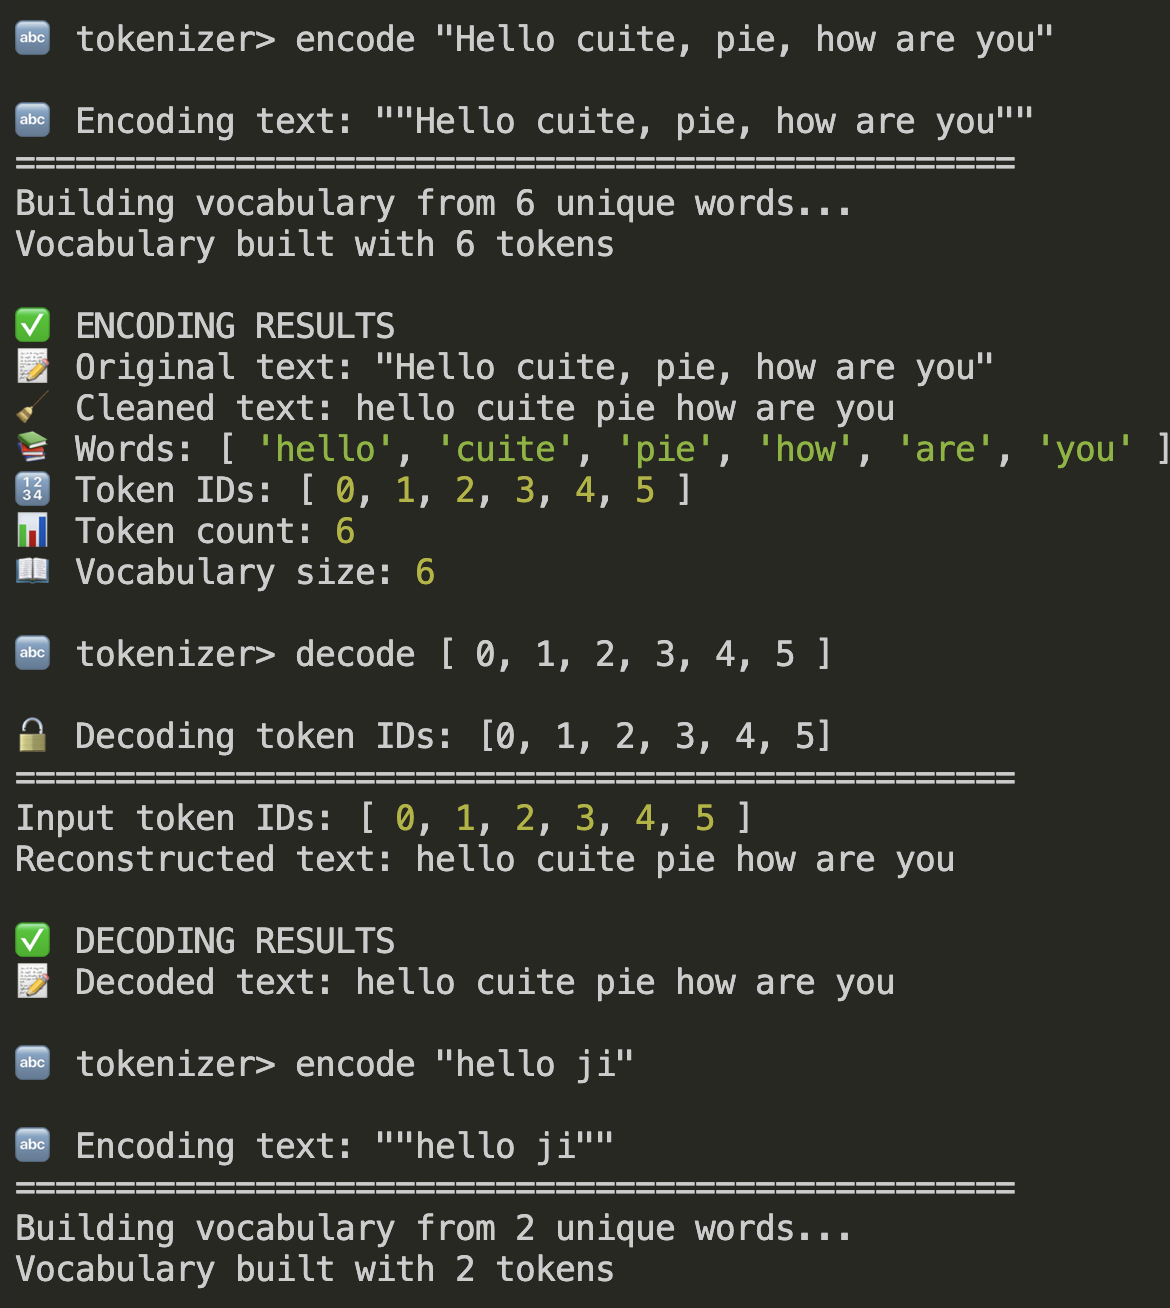 abc tokenizer> encode "Hello cuite, pie, how are you"
abc Encoding text: ""Hello cuite, pie, how are you""
==================================================
Building vocabulary from 6 unique words...
Vocabulary built with 6 tokens
✅ ENCODING RESULTS
📝 Original text: "Hello cuite, pie, how are you"
🧹 Cleaned text: hello cuite pie how are you
📚 Words: [ 'hello', 'cuite', 'pie', 'how', 'are', 'you' ]
🔢 Token IDs: [ 0, 1, 2, 3, 4, 5 ]
📊 Token count: 6
📖 Vocabulary size: 6
abc tokenizer> decode [ 0, 1, 2, 3, 4, 5 ]
🔓 Decoding token IDs: [0, 1, 2, 3, 4, 5]
==================================================
Input token IDs: [ 0, 1, 2, 3, 4, 5 ]
Reconstructed text: hello cuite pie how are you
✅ DECODING RESULTS
📝 Decoded text: hello cuite pie how are you
abc tokenizer> encode "hello ji"
abc Encoding text: ""hello ji""
==================================================
Building vocabulary from 2 unique words...
Vocabulary built with 2 tokens